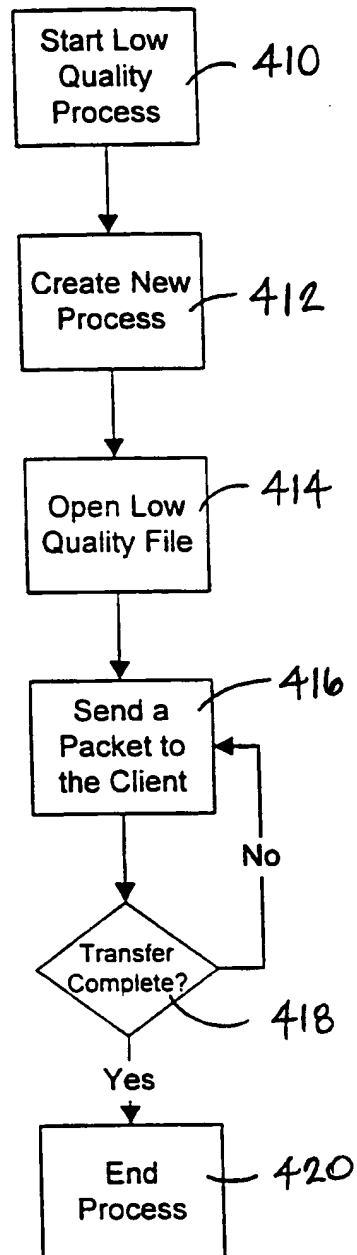 Start Low
Quality
Process
410
Create New
Process
412
Open Low
Quality File
414
Send a
Packet to
the Client
416
No
Transfer
Complete?
418
Yes
End
Process
420